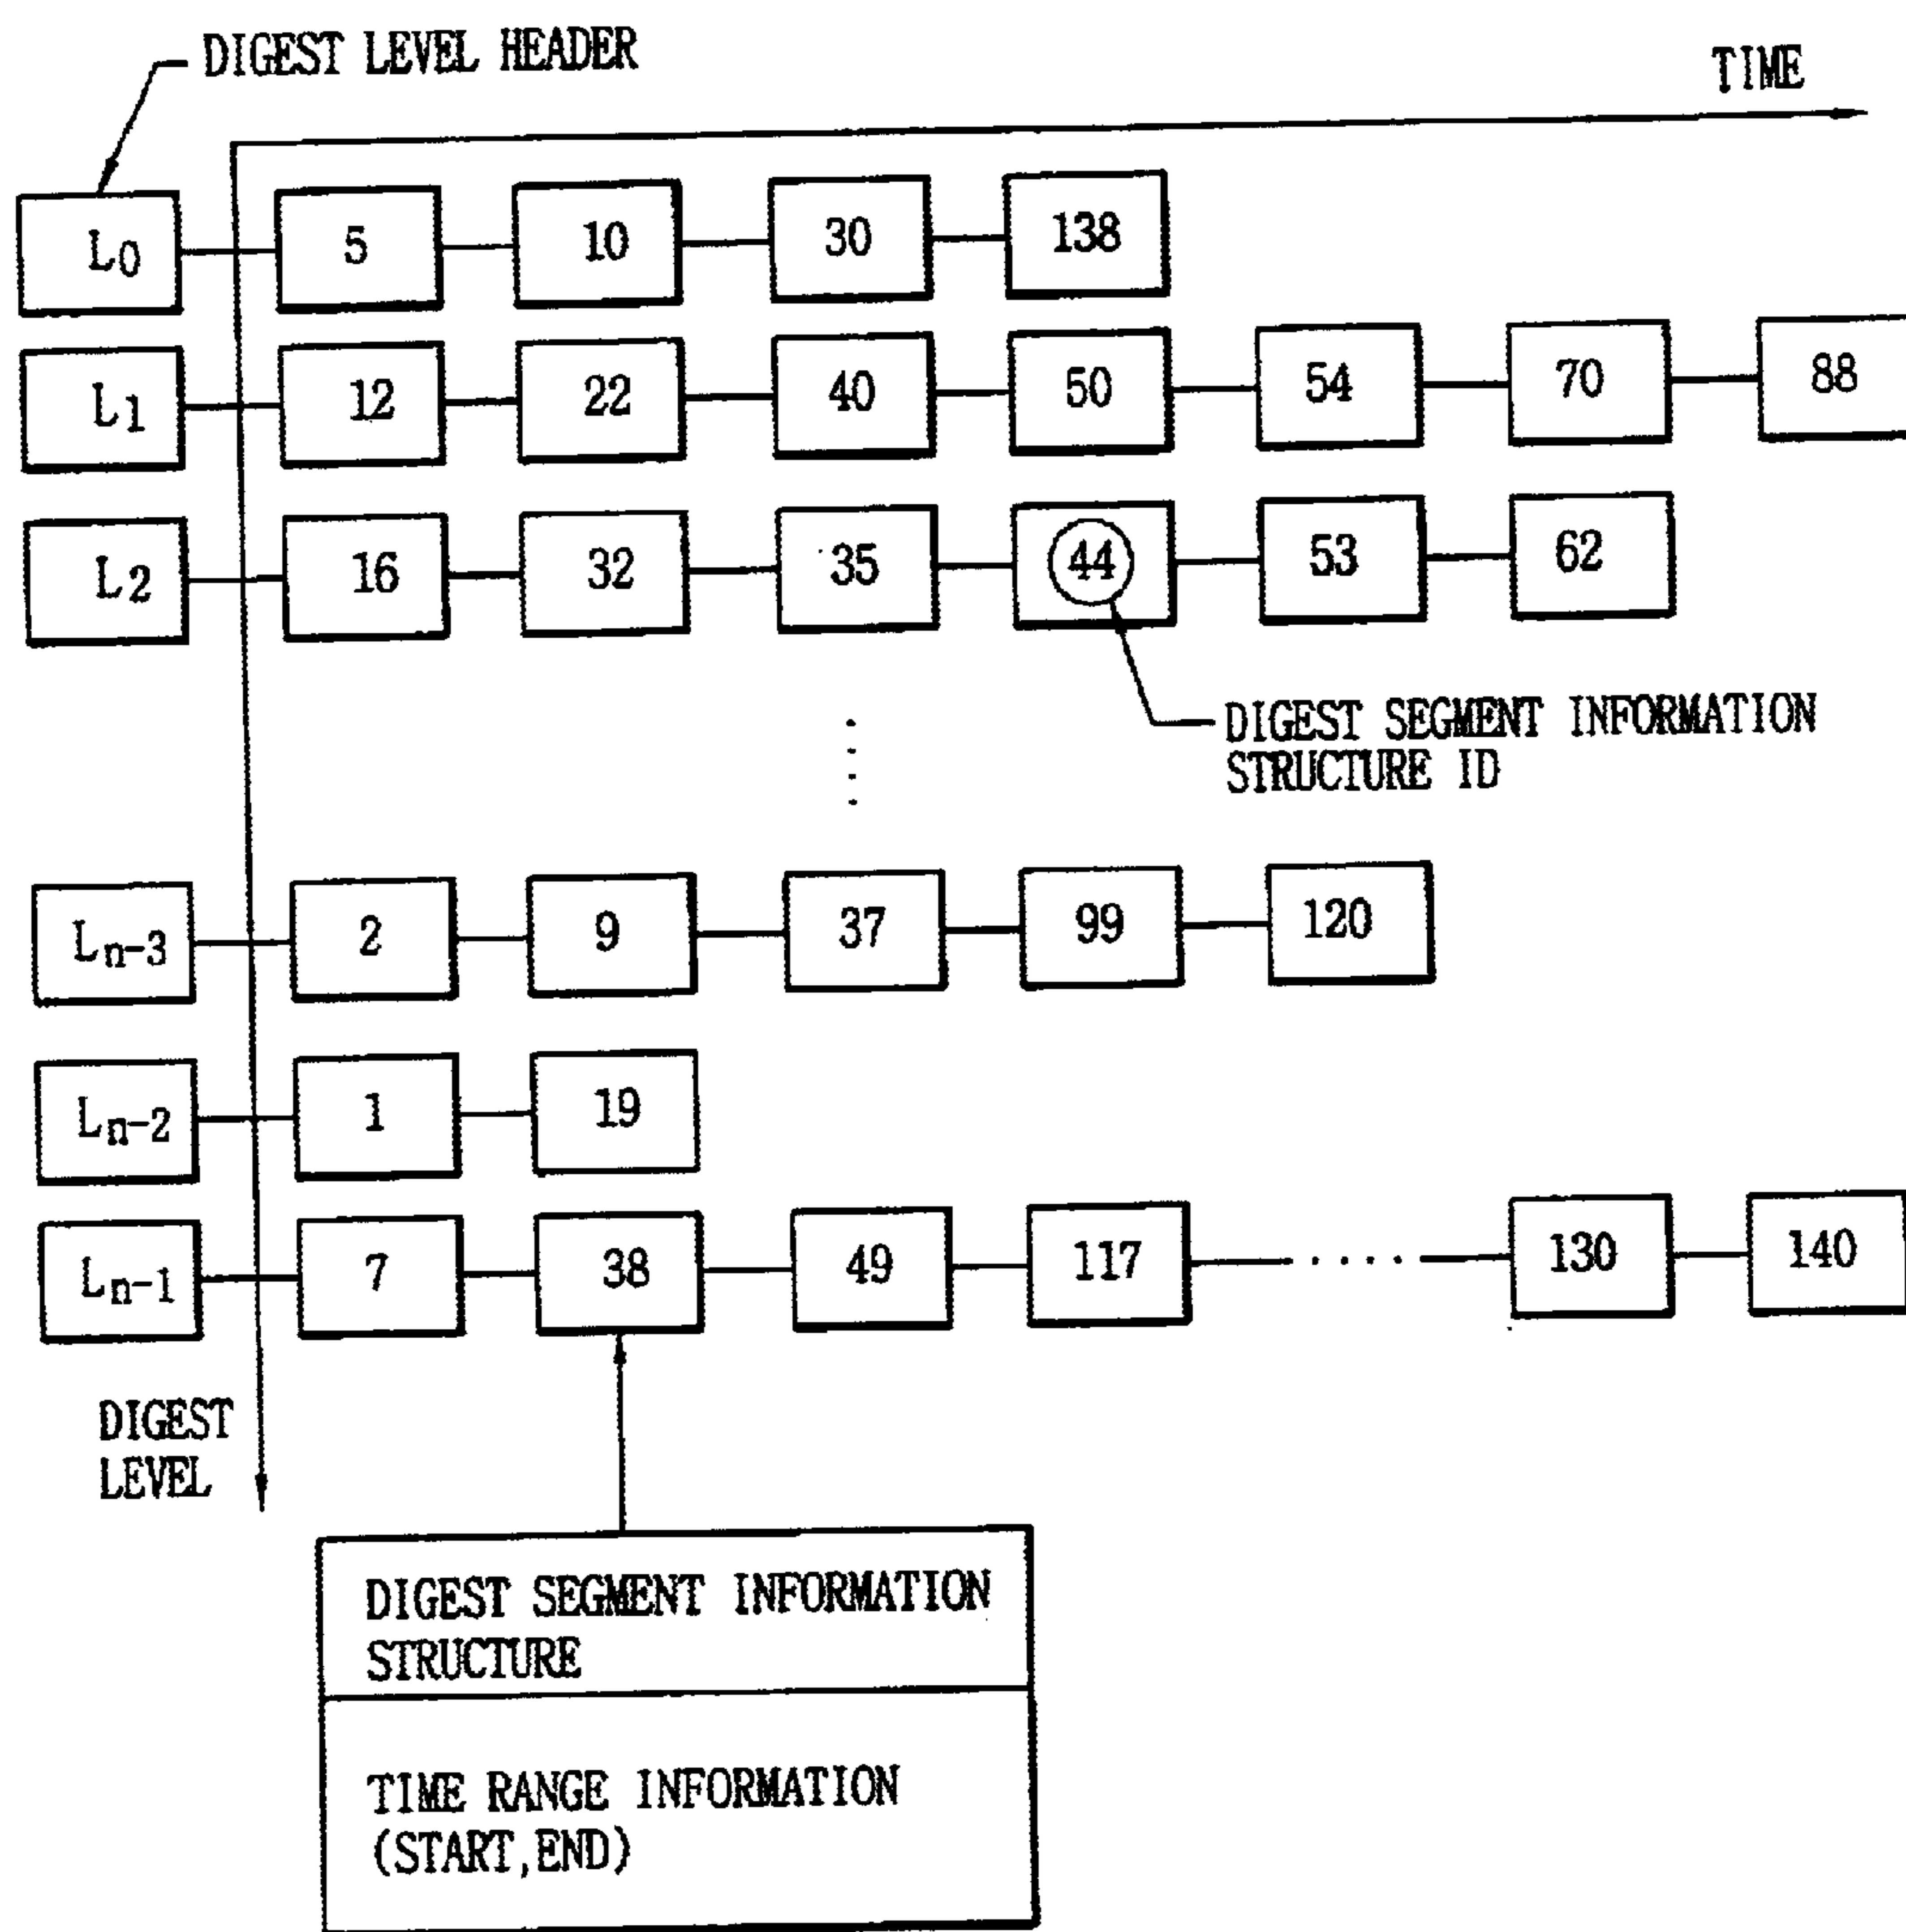 DIGEST LEVEL HEADER
TIME
L0 5 10 30 138
L1 12 22 40 50 54 70 88
L2 16 32 35 44 53 62
DIGEST SEGMENT INFORMATION
STRUCTURE ID
Ln-3 2 9 37 99 120
Ln-2 1 19
Ln-1 7 38 49 117 ..... 130 140
DIGEST
LEVEL
DIGEST SEGMENT INFORMATION
STRUCTURE
TIME RANGE INFORMATION
(START,END)